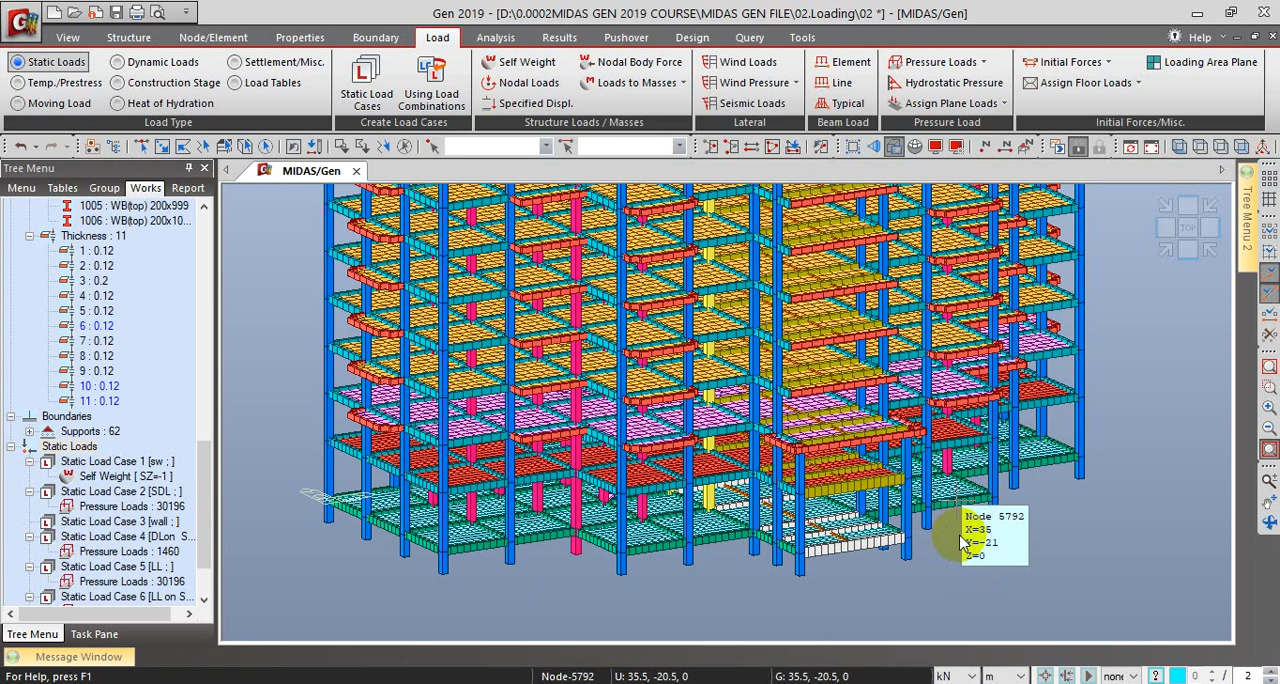 Gen 2019 - [D:\0.0002MIDAS GEN 2019 COURSE\MIDAS GEN FILE\02.Loading\02 *] - [MIDAS/Gen]
View Structure Node/Element Properties Boundary Load Analysis Results Pushover Design Query Tools Help
Static Loads Dynamic Loads Settlement/Misc.
Temp./Prestress Construction Stage Load Tables
Moving Load Heat of Hydration
Load Type
Static Load Cases
Using Load Combinations
Create Load Cases
Self Weight Nodal Body Force
Nodal Loads Loads to Masses
Specified Displ.
Structure Loads / Masses
Wind Loads
Wind Pressure
Seismic Loads
Lateral
Element
Line
Typical
Beam Load
Pressure Loads
Hydrostatic Pressure
Assign Plane Loads
Pressure Load
Initial Forces Loading Area Plane
Assign Floor Loads
Initial Forces/Misc.
Tree Menu
Menu Tables Group Works Report
MIDAS/Gen
1005 : WB(top) 200x999
1006 : WB(top) 200x10...
Thickness : 11
1 : 0.12
2 : 0.12
3 : 0.2
4 : 0.12
5 : 0.12
6 : 0.12
7 : 0.12
8 : 0.12
9 : 0.12
10 : 0.12
11 : 0.12
Boundaries
Supports : 62
Static Loads
Static Load Case 1 [sw ; ]
Self Weight [ SZ=-1 ]
Static Load Case 2 [SDL ; ]
Pressure Loads : 30196
Static Load Case 3 [wall ; ]
Static Load Case 4 [DLon S...
Pressure Loads : 1460
Static Load Case 5 [LL ; ]
Pressure Loads : 30196
Static Load Case 6 [LL on S...
TOP
Tree Menu 2
Node 5792
X=35
Y=-21
Z=0
Tree Menu Task Pane
Message Window
For Help, press F1
Node-5792
U: 35.5, -20.5, 0
G: 35.5, -20.5, 0
kN
m
none
?
0 / 2